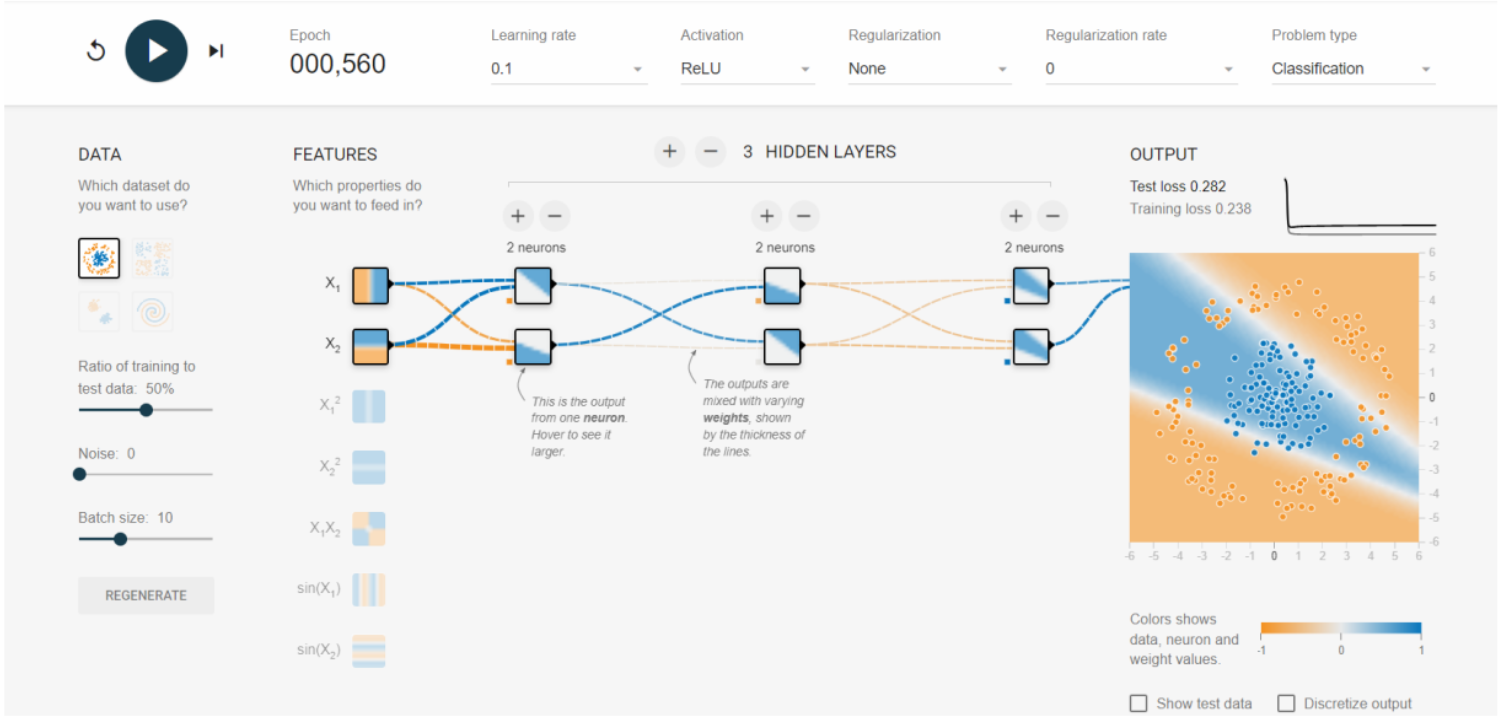 Epoch
000,560
Learning rate
0.1
Activation
ReLU
Regularization
None
Regularization rate
0
Problem type
Classification
DATA
Which dataset do
you want to use?
Ratio of training to
test data: 50%
Noise: 0
Batch size: 10
REGENERATE
FEATURES
Which properties do
you want to feed in?
X₁
X₂
X₁²
X₂²
X₁X₂
sin(X₁)
sin(X₂)
+ − 3 HIDDEN LAYERS
+ −
2 neurons
+ −
2 neurons
+ −
2 neurons
This is the output
from one neuron.
Hover to see it
larger.
The outputs are
mixed with varying
weights, shown
by the thickness of
the lines.
OUTPUT
Test loss 0.282
Training loss 0.238
6
5
4
3
2
1
0
-1
-2
-3
-4
-5
-6
-6 -5 -4 -3 -2 -1 0 1 2 3 4 5 6
Colors shows
data, neuron and
weight values.
-1 0 1
Show test data
Discretize output